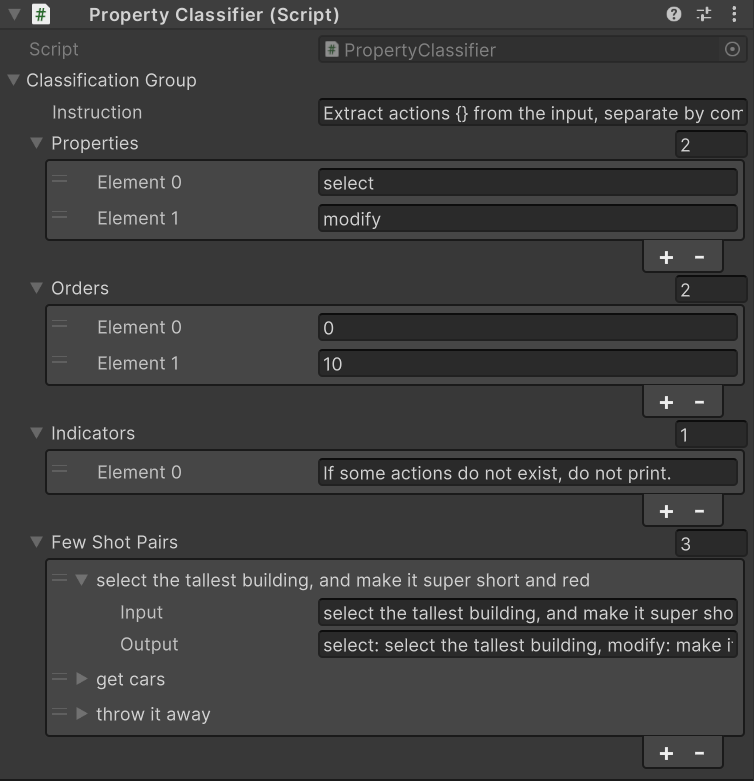 Property Classifier (Script)
Script PropertyClassifier
Classification Group
Instruction Extract actions {} from the input, separate by com
Properties 2
Element 0 select
Element 1 modify
+ -
Orders 2
Element 0 0
Element 1 10
+ -
Indicators 1
Element 0 If some actions do not exist, do not print.
+ -
Few Shot Pairs 3
select the tallest building, and make it super short and red
Input select the tallest building, and make it super sho
Output select: select the tallest building, modify: make i
get cars
throw it away
+ -